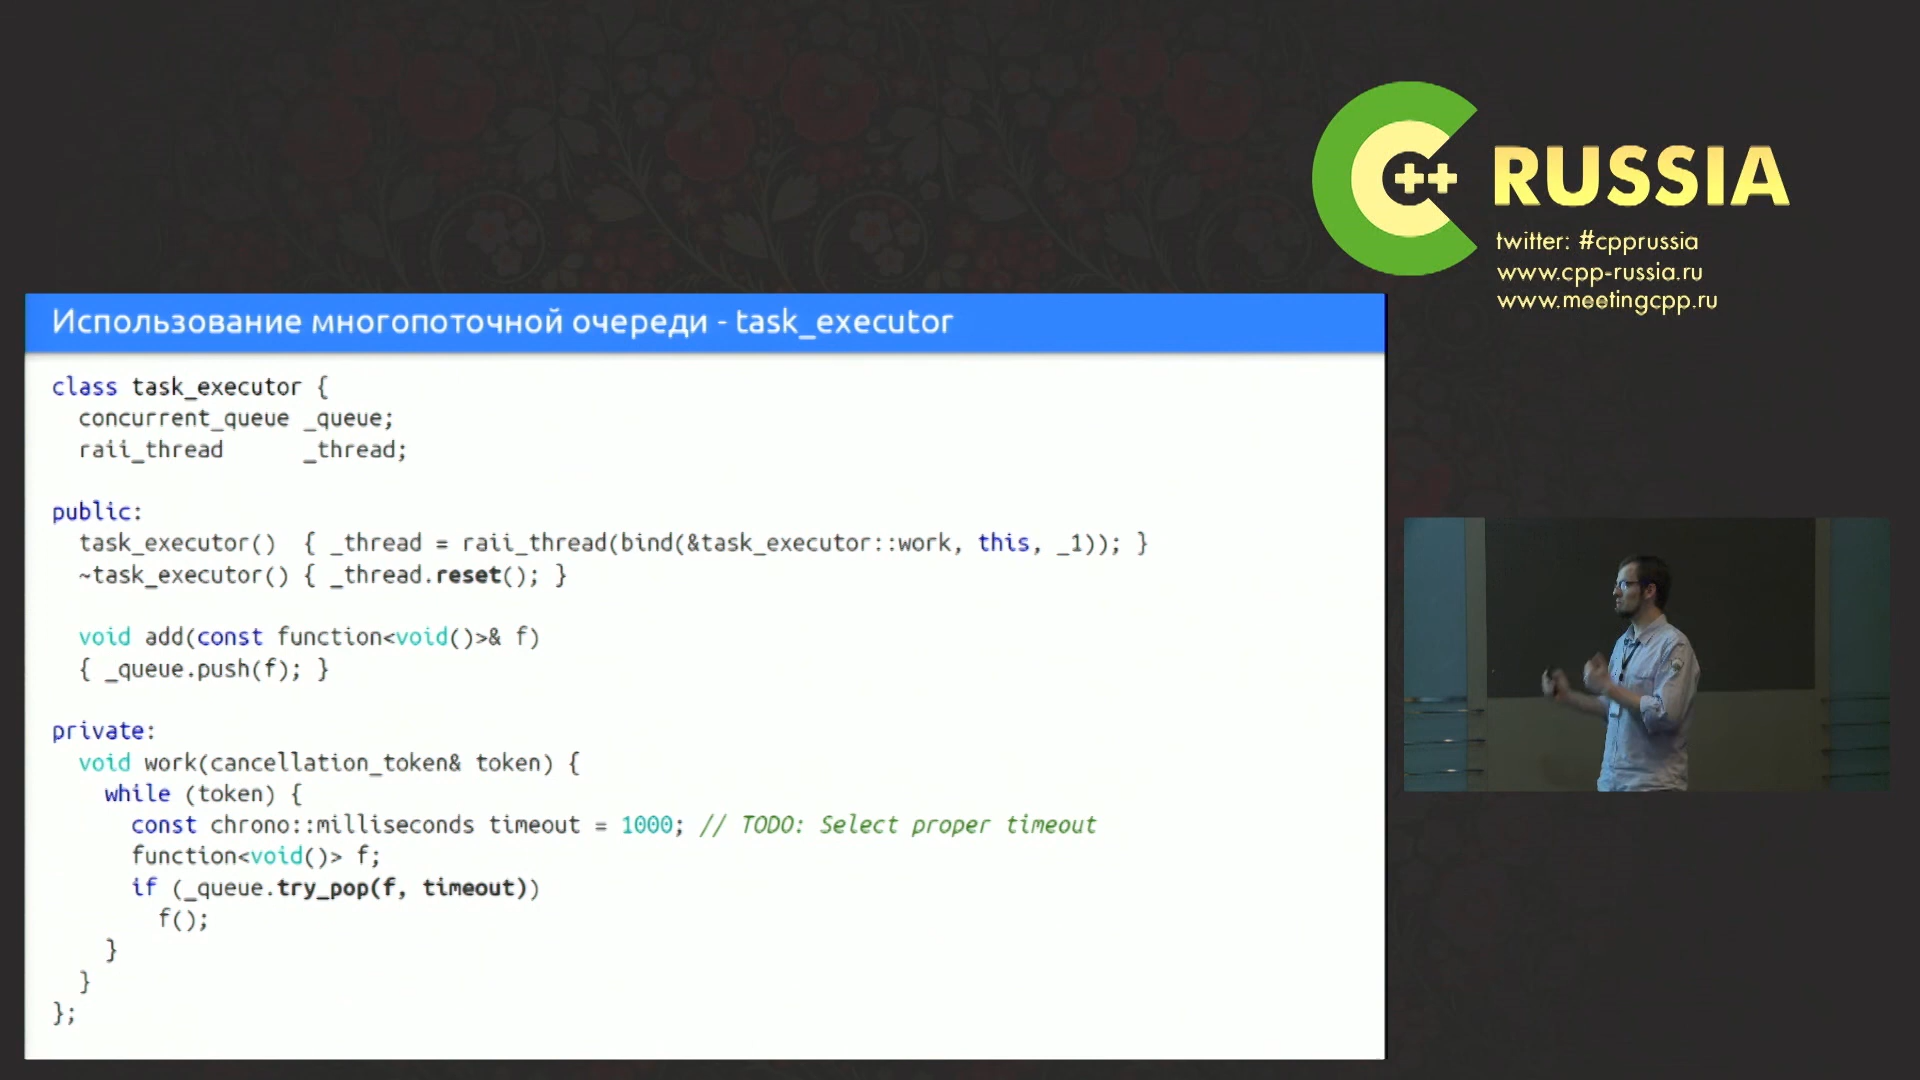 C++ RUSSIA
twitter: #cpprussia
www.cpp-russia.ru
www.meetingcpp.ru
Использование многопоточной очереди - task_executor
class task_executor {
concurrent_queue _queue;
raii_thread _thread;
public:
task_executor() { _thread = raii_thread(bind(&task_executor::work, this, _1)); }
~task_executor() { _thread.reset(); }
void add(const function<void()>& f)
{ _queue.push(f); }
private:
void work(cancellation_token& token) {
while (token) {
const chrono::milliseconds timeout = 1000; // TODO: Select proper timeout
function<void()> f;
if (_queue.try_pop(f, timeout))
f();
}
}
};